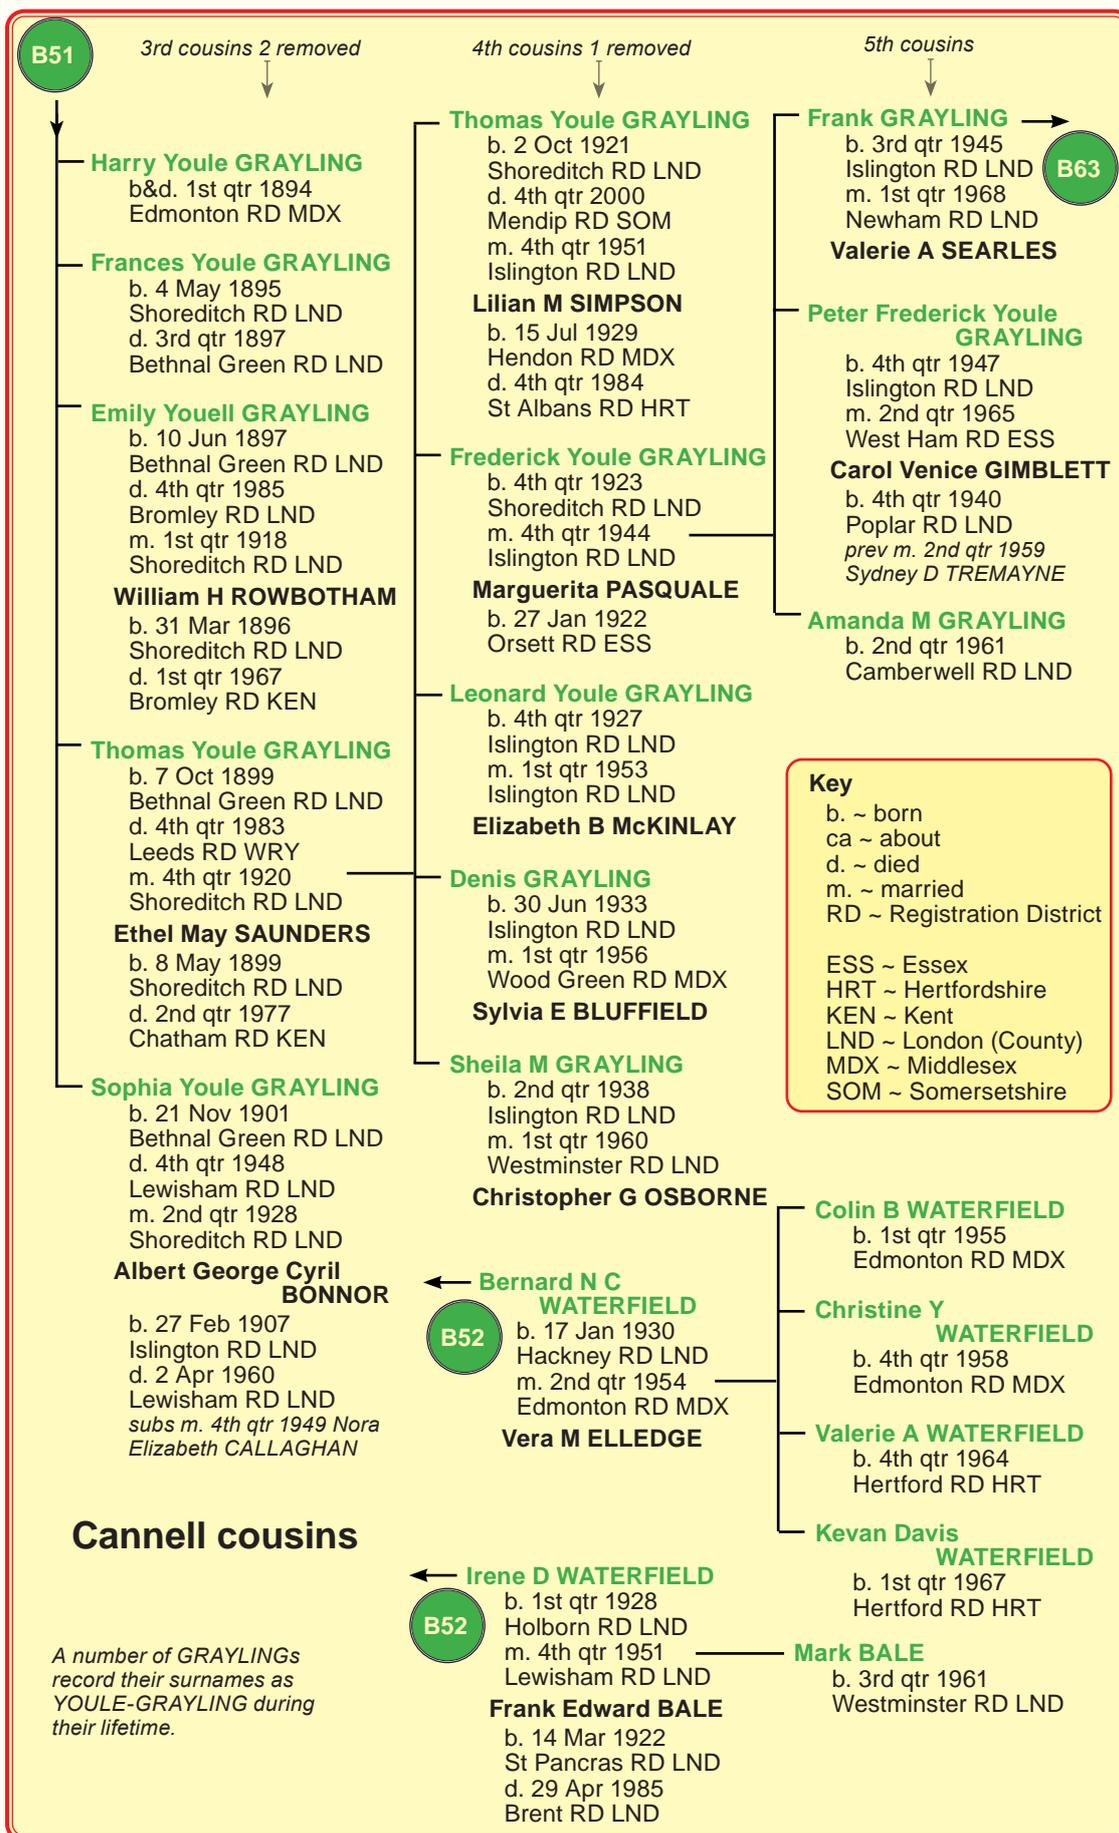 B51
3rd cousins 2 removed
4th cousins 1 removed
5th cousins
Harry Youle GRAYLING
b&d. 1st qtr 1894
Edmonton RD MDX
Frances Youle GRAYLING
b. 4 May 1895
Shoreditch RD LND
d. 3rd qtr 1897
Bethnal Green RD LND
Emily Youell GRAYLING
b. 10 Jun 1897
Bethnal Green RD LND
d. 4th qtr 1985
Bromley RD LND
m. 1st qtr 1918
Shoreditch RD LND
William H ROWBOTHAM
b. 31 Mar 1896
Shoreditch RD LND
d. 1st qtr 1967
Bromley RD KEN
Thomas Youle GRAYLING
b. 7 Oct 1899
Bethnal Green RD LND
d. 4th qtr 1983
Leeds RD WRY
m. 4th qtr 1920
Shoreditch RD LND
Ethel May SAUNDERS
b. 8 May 1899
Shoreditch RD LND
d. 2nd qtr 1977
Chatham RD KEN
Sophia Youle GRAYLING
b. 21 Nov 1901
Bethnal Green RD LND
d. 4th qtr 1948
Lewisham RD LND
m. 2nd qtr 1928
Shoreditch RD LND
Albert George Cyril
BONNOR
b. 27 Feb 1907
Islington RD LND
d. 2 Apr 1960
Lewisham RD LND
subs m. 4th qtr 1949 Nora
Elizabeth CALLAGHAN
Thomas Youle GRAYLING
b. 2 Oct 1921
Shoreditch RD LND
d. 4th qtr 2000
Mendip RD SOM
m. 4th qtr 1951
Islington RD LND
Lilian M SIMPSON
b. 15 Jul 1929
Hendon RD MDX
d. 4th qtr 1984
St Albans RD HRT
Frederick Youle GRAYLING
b. 4th qtr 1923
Shoreditch RD LND
m. 4th qtr 1944
Islington RD LND
Marguerita PASQUALE
b. 27 Jan 1922
Orsett RD ESS
Leonard Youle GRAYLING
b. 4th qtr 1927
Islington RD LND
m. 1st qtr 1953
Islington RD LND
Elizabeth B McKINLAY
Denis GRAYLING
b. 30 Jun 1933
Islington RD LND
m. 1st qtr 1956
Wood Green RD MDX
Sylvia E BLUFFIELD
Sheila M GRAYLING
b. 2nd qtr 1938
Islington RD LND
m. 1st qtr 1960
Westminster RD LND
Christopher G OSBORNE
Frank GRAYLING
b. 3rd qtr 1945
Islington RD LND
m. 1st qtr 1968
Newham RD LND
Valerie A SEARLES
B63
Peter Frederick Youle
GRAYLING
b. 4th qtr 1947
Islington RD LND
m. 2nd qtr 1965
West Ham RD ESS
Carol Venice GIMBLETT
b. 4th qtr 1940
Poplar RD LND
prev m. 2nd qtr 1959
Sydney D TREMAYNE
Amanda M GRAYLING
b. 2nd qtr 1961
Camberwell RD LND
Key
b. ~ born
ca ~ about
d. ~ died
m. ~ married
RD ~ Registration District
ESS ~ Essex
HRT ~ Hertfordshire
KEN ~ Kent
LND ~ London (County)
MDX ~ Middlesex
SOM ~ Somersetshire
Bernard N C
WATERFIELD
B52
b. 17 Jan 1930
Hackney RD LND
m. 2nd qtr 1954
Edmonton RD MDX
Vera M ELLEDGE
Colin B WATERFIELD
b. 1st qtr 1955
Edmonton RD MDX
Christine Y
WATERFIELD
b. 4th qtr 1958
Edmonton RD MDX
Valerie A WATERFIELD
b. 4th qtr 1964
Hertford RD HRT
Kevan Davis
WATERFIELD
b. 1st qtr 1967
Hertford RD HRT
Cannell cousins
Irene D WATERFIELD
B52
b. 1st qtr 1928
Holborn RD LND
m. 4th qtr 1951
Lewisham RD LND
Frank Edward BALE
b. 14 Mar 1922
St Pancras RD LND
d. 29 Apr 1985
Brent RD LND
Mark BALE
b. 3rd qtr 1961
Westminster RD LND
A number of GRAYLINGs
record their surnames as
YOULE-GRAYLING during
their lifetime.